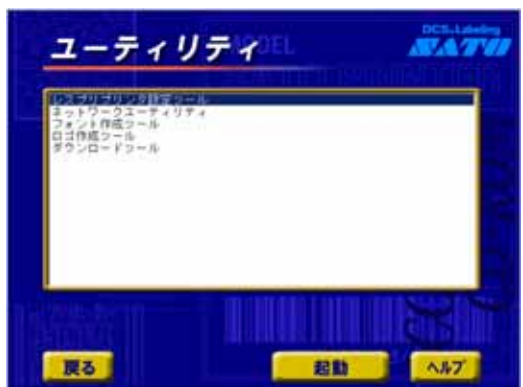 ユーティリティ
DCS&Labeling
SATO
レスプリプリンタ設定ツール
ネットワークユーティリティ
フォント作成ツール
ロゴ作成ツール
ダウンロードツール
戻る
起動
ヘルプ